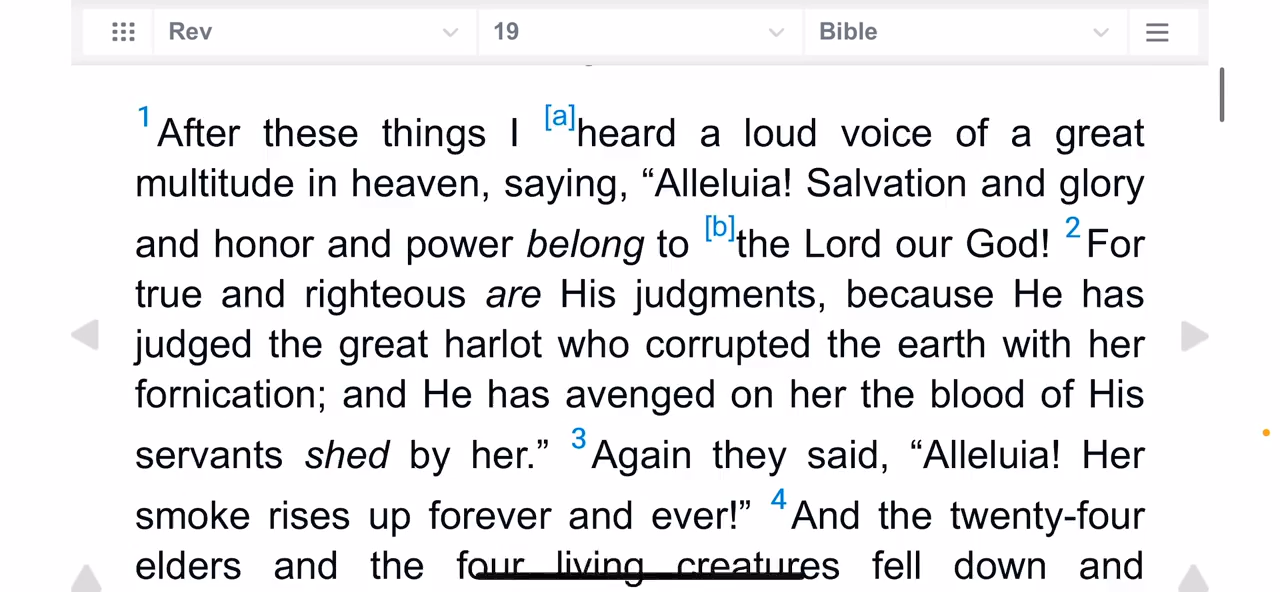 Rev 19 Bible
1 After these things I [a]heard a loud voice of a great
multitude in heaven, saying, “Alleluia! Salvation and glory
and honor and power belong to [b]the Lord our God! 2 For
true and righteous are His judgments, because He has
judged the great harlot who corrupted the earth with her
fornication; and He has avenged on her the blood of His
servants shed by her.” 3 Again they said, “Alleluia! Her
smoke rises up forever and ever!” 4 And the twenty-four
elders and the four living creatures fell down and